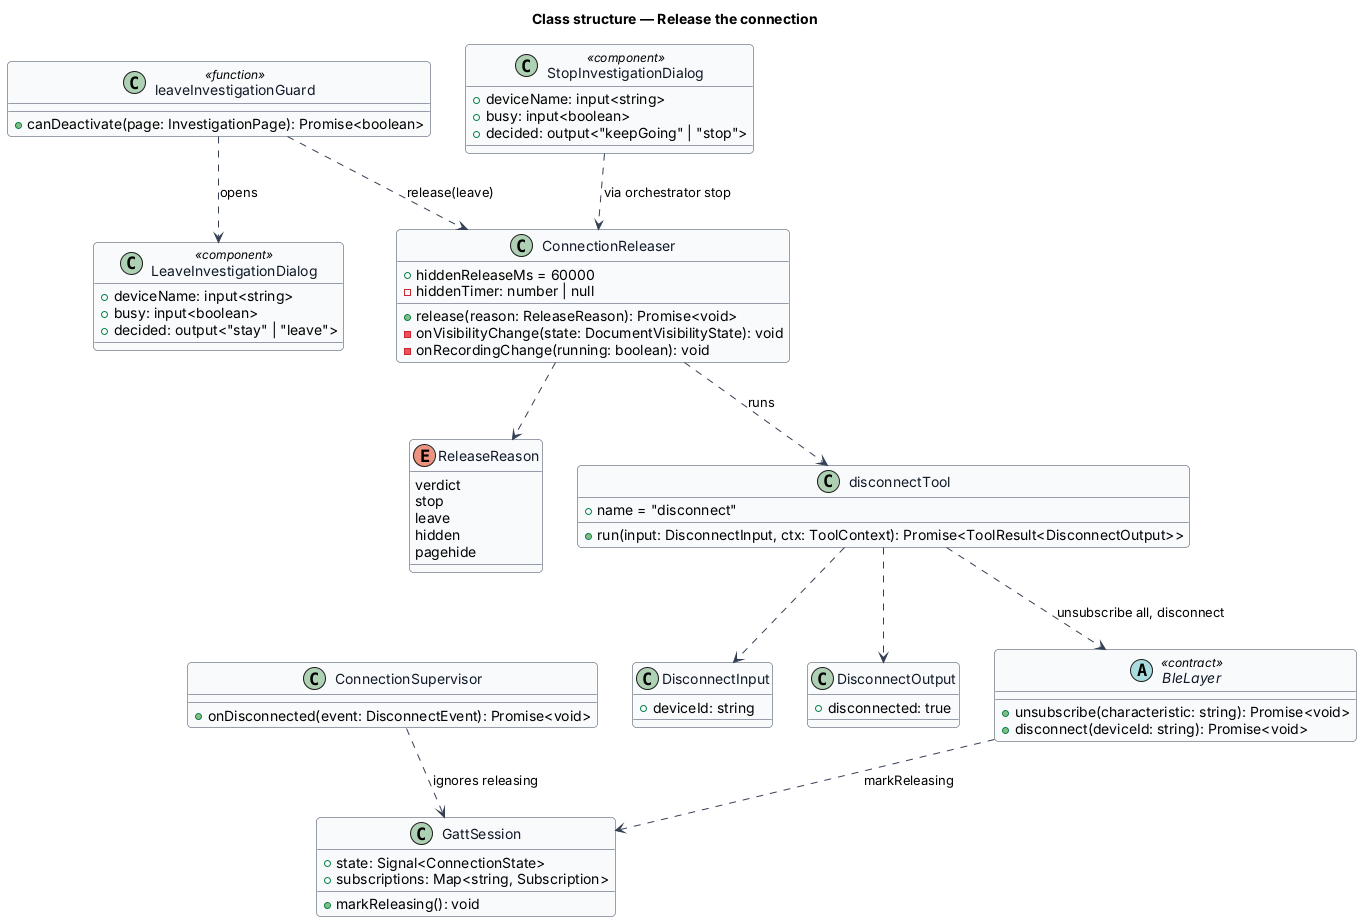 Class structure — Release the connection
C
«function»
leaveInvestigationGuard
canDeactivate(page: InvestigationPage): Promise<boolean>
C
«component»
StopInvestigationDialog
deviceName: input<string>
busy: input<boolean>
decided: output<"keepGoing" | "stop">
opens
release(leave)
via orchestrator stop
C
«component»
LeaveInvestigationDialog
deviceName: input<string>
busy: input<boolean>
decided: output<"stay" | "leave">
C
ConnectionReleaser
hiddenReleaseMs = 60000
hiddenTimer: number | null
release(reason: ReleaseReason): Promise<void>
onVisibilityChange(state: DocumentVisibilityState): void
onRecordingChange(running: boolean): void
runs
E
ReleaseReason
verdict
stop
leave
hidden
pagehide
C
disconnectTool
name = "disconnect"
run(input: DisconnectInput, ctx: ToolContext): Promise<ToolResult<DisconnectOutput>>
unsubscribe all, disconnect
C
ConnectionSupervisor
onDisconnected(event: DisconnectEvent): Promise<void>
C
DisconnectInput
deviceId: string
C
DisconnectOutput
disconnected: true
A
«contract»
BleLayer
unsubscribe(characteristic: string): Promise<void>
disconnect(deviceId: string): Promise<void>
ignores releasing
markReleasing
C
GattSession
state: Signal<ConnectionState>
subscriptions: Map<string, Subscription>
markReleasing(): void